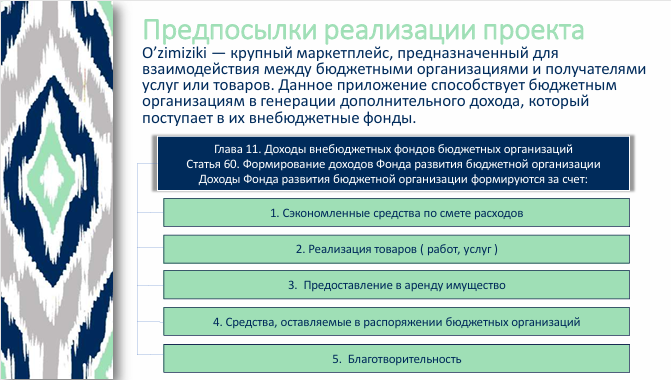 Предпосылки реализации проекта
O’zimiziki — крупный маркетплейс, предназначенный для
взаимодействия между бюджетными организациями и получателями
услуг или товаров. Данное приложение способствует бюджетным
организациям в генерации дополнительного дохода, который
поступает в их внебюджетные фонды.
Глава 11. Доходы внебюджетных фондов бюджетных организаций
Статья 60. Формирование доходов Фонда развития бюджетной организации
Доходы Фонда развития бюджетной организации формируются за счет:
1. Сэкономленные средства по смете расходов
2. Реализация товаров ( работ, услуг )
3. Предоставление в аренду имущество
4. Средства, оставляемые в распоряжении бюджетных организаций
5. Благотворительность